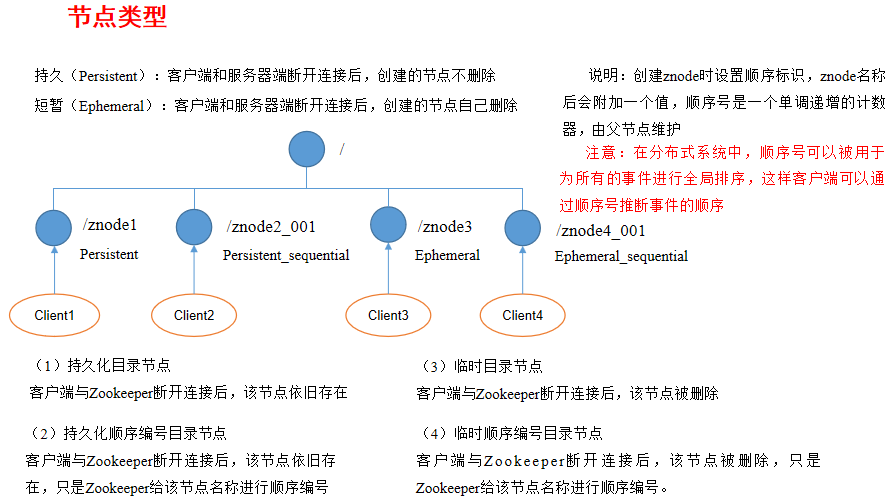 节点类型
持久（Persistent）：客户端和服务器端断开连接后，创建的节点不删除
短暂（Ephemeral）：客户端和服务器端断开连接后，创建的节点自己删除
说明：创建znode时设置顺序标识，znode名称
后会附加一个值，顺序号是一个单调递增的计数
器，由父节点维护
注意：在分布式系统中，顺序号可以被用于
为所有的事件进行全局排序，这样客户端可以通
过顺序号推断事件的顺序
/
/znode1
Persistent
/znode2_001
Persistent_sequential
/znode3
Ephemeral
/znode4_001
Ephemeral_sequential
Client1
Client2
Client3
Client4
（1）持久化目录节点
客户端与Zookeeper断开连接后，该节点依旧存在
（2）持久化顺序编号目录节点
客户端与Zookeeper断开连接后，该节点依旧存
在，只是Zookeeper给该节点名称进行顺序编号
（3）临时目录节点
客户端与Zookeeper断开连接后，该节点被删除
（4）临时顺序编号目录节点
客户端与Zookeeper断开连接后，该节点被删除，只是
Zookeeper给该节点名称进行顺序编号。